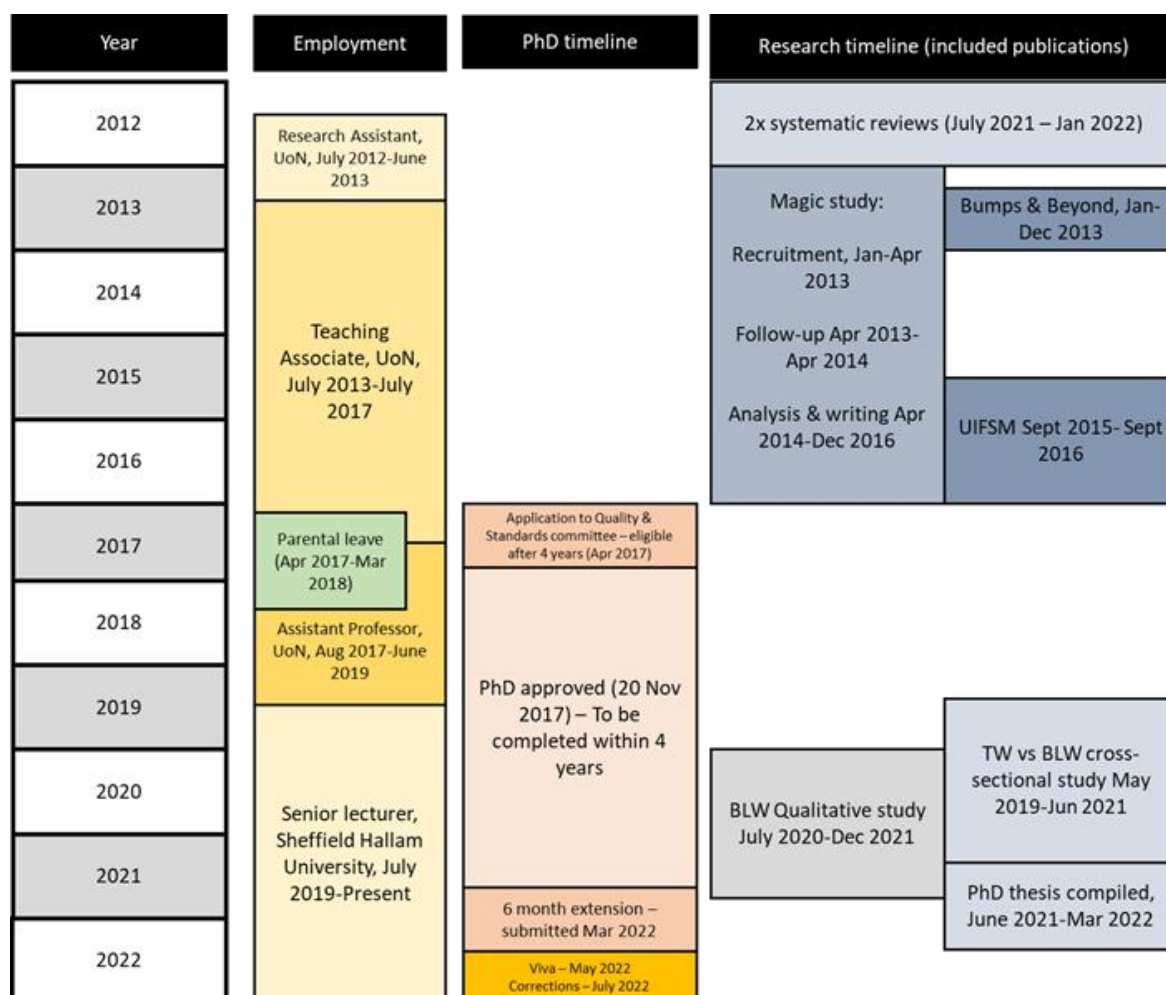 Year
Employment
PhD timeline
Research timeline (included publications)
2012
2013
2014
2015
2016
2017
2018
2019
2020
2021
2022
Research Assistant,
UoN, July 2012-June
2013
Teaching
Associate, UoN,
July 2013-July
2017
Parental leave
(Apr 2017-Mar
2018)
Assistant Professor,
UoN, Aug 2017-June
2019
Senior lecturer,
Sheffield Hallam
University, July
2019-Present
Application to Quality &
Standards committee – eligible
after 4 years (Apr 2017)
PhD approved (20 Nov
2017) – To be
completed within 4
years
6 month extension –
submitted Mar 2022
Viva – May 2022
Corrections – July 2022
2x systematic reviews (July 2021 – Jan 2022)
Magic study:
Recruitment, Jan-Apr
2013
Follow-up Apr 2013-
Apr 2014
Analysis & writing Apr
2014-Dec 2016
Bumps & Beyond, Jan-
Dec 2013
UIFSM Sept 2015- Sept
2016
BLW Qualitative study
July 2020-Dec 2021
TW vs BLW cross-
sectional study May
2019-Jun 2021
PhD thesis compiled,
June 2021-Mar 2022